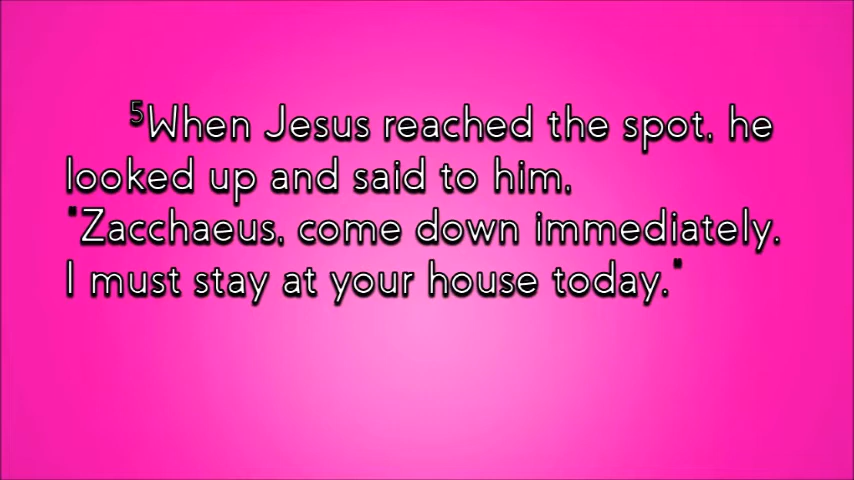 ⁵When Jesus reached the spot, he
looked up and said to him,
"Zacchaeus, come down immediately.
I must stay at your house today."